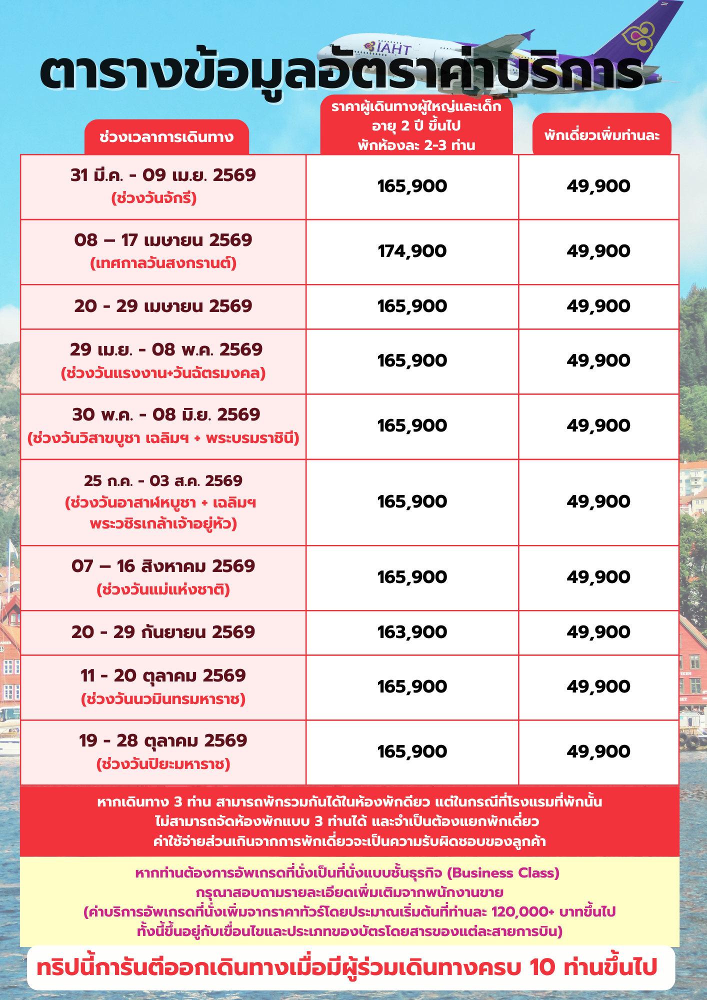 IAHT
ตารางข้อมูลอัตราค่าบริการ
ช่วงเวลาการเดินทาง
ราคาผู้เดินทางผู้ใหญ่และเด็ก
อายุ 2 ปี ขึ้นไป
พักห้องละ 2-3 ท่าน
พักเดี่ยวเพิ่มท่านละ
31 มี.ค. - 09 เม.ย. 2569
(ช่วงวันจักรี)
165,900
49,900
08 – 17 เมษายน 2569
(เทศกาลวันสงกรานต์)
174,900
49,900
20 - 29 เมษายน 2569
165,900
49,900
29 เม.ย. - 08 พ.ค. 2569
(ช่วงวันแรงงาน+วันฉัตรมงคล)
165,900
49,900
30 พ.ค. - 08 มิ.ย. 2569
(ช่วงวันวิสาขบูชา เฉลิมฯ + พระบรมราชินี)
165,900
49,900
25 ก.ค. - 03 ส.ค. 2569
(ช่วงวันอาสาฬหบูชา + เฉลิมฯ
พระวชิรเกล้าเจ้าอยู่หัว)
165,900
49,900
07 – 16 สิงหาคม 2569
(ช่วงวันแม่แห่งชาติ)
165,900
49,900
20 - 29 กันยายน 2569
163,900
49,900
11 - 20 ตุลาคม 2569
(ช่วงวันนวมินทรมหาราช)
165,900
49,900
19 - 28 ตุลาคม 2569
(ช่วงวันปิยะมหาราช)
165,900
49,900
หากเดินทาง 3 ท่าน สามารถพักรวมกันได้ในห้องพักดียว แต่ในกรณีที่โรงแรมที่พักนั้น
ไม่สามารถจัดห้องพักแบบ 3 ท่านได้ และจำเป็นต้องแยกพักเดี่ยว
ค่าใช้จ่ายส่วนเกินจากการพักเดี่ยวจะเป็นความรับผิดชอบของลูกค้า
หากท่านต้องการอัพเกรดที่นั่งเป็นที่นั่งแบบชั้นธุรกิจ (Business Class)
กรุณาสอบถามรายละเอียดเพิ่มเติมจากพนักงานขาย
(ค่าบริการอัพเกรดที่นั่งเพิ่มจากราคาทัวร์โดยประมาณเริ่มต้นที่ท่านละ 120,000+ บาทขึ้นไป
ทั้งนี้ขึ้นอยู่กับเขื่อนไขและประเภทของบัตรโดยสารของแต่ละสายการบิน)
ทริปนี้การันตีออกเดินทางเมื่อมีผู้ร่วมเดินทางครบ 10 ท่านขึ้นไป